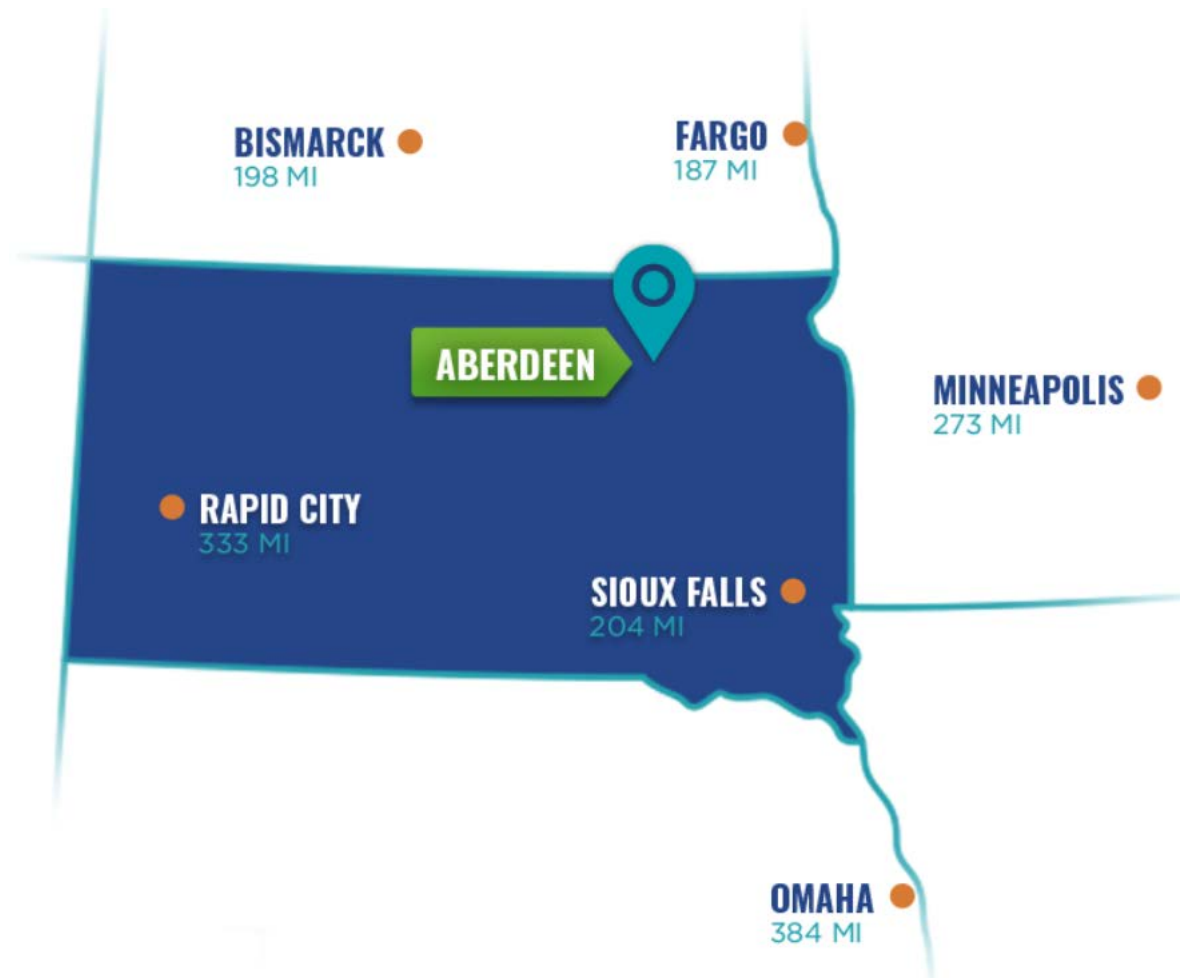 BISMARCK
198 MI
FARGO
187 MI
ABERDEEN
MINNEAPOLIS
273 MI
RAPID CITY
333 MI
SIOUX FALLS
204 MI
OMAHA
384 MI